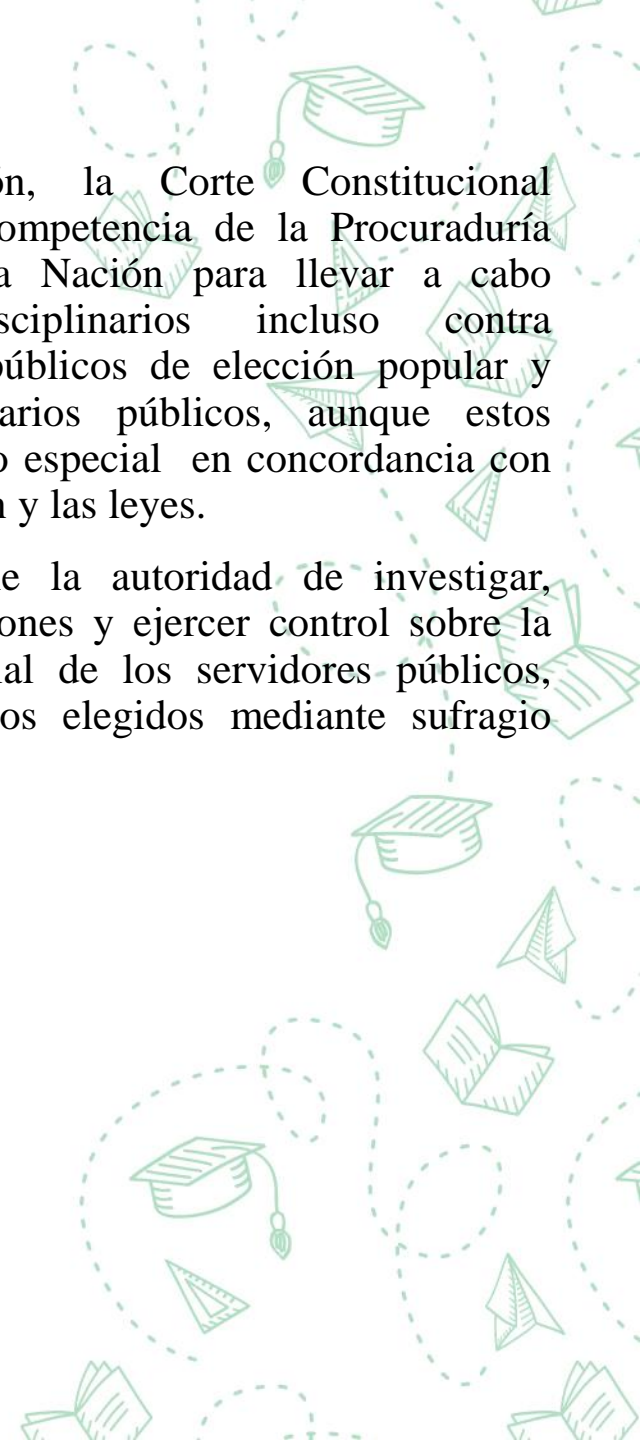 ón, la Corte Constitucional
ompetencia de la Procuraduría
a Nación para llevar a cabo
sciplinarios incluso contra
públicos de elección popular y
arios públicos, aunque estos
o especial en concordancia con
n y las leyes.
e la autoridad de investigar,
ones y ejercer control sobre la
ial de los servidores públicos,
os elegidos mediante sufragio